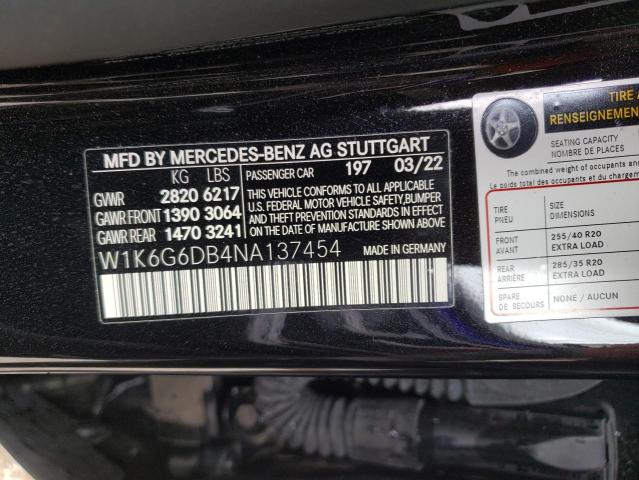 MFD BY MERCEDES-BENZ AG STUTTGART
KG LBS PASSENGER CAR 197 03/22
GVWR 2820 6217
GAWR FRONT 1390 3064
GAWR REAR 1470 3241
THIS VEHICLE CONFORMS TO ALL APPLICABLE
U.S. FEDERAL MOTOR VEHICLE SAFETY,BUMPER
AND THEFT PREVENTION STANDARDS IN EFFECT
ON THE DATE OF MANUFACTURE SHOWN ABOVE.
W1K6G6DB4NA137454
MADE IN GERMANY
TIRE A
RENSEIGNEMENT
SEATING CAPACITY
NOMBRE DE PLACES
The combined weight of occupants and
Le poids total des occupants et du
TIRE SIZE
PNEU DIMENSIONS
FRONT 255/40 R20
AVANT EXTRA LOAD
REAR 285/35 R20
ARRIÈRE EXTRA LOAD
SPARE NONE / AUCUN
DE SECOURS